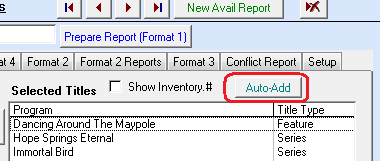 New Avail Report
Prepare Report (Format 1)
t 4 Format 2 Format 2 Reports Format 3 Conflict Report Setup
Selected Titles Show Inventory.# Auto-Add
Program Title Type
Dancing Around The Maypole Feature
Hope Springs Eternal Series
Immortal Bird Series